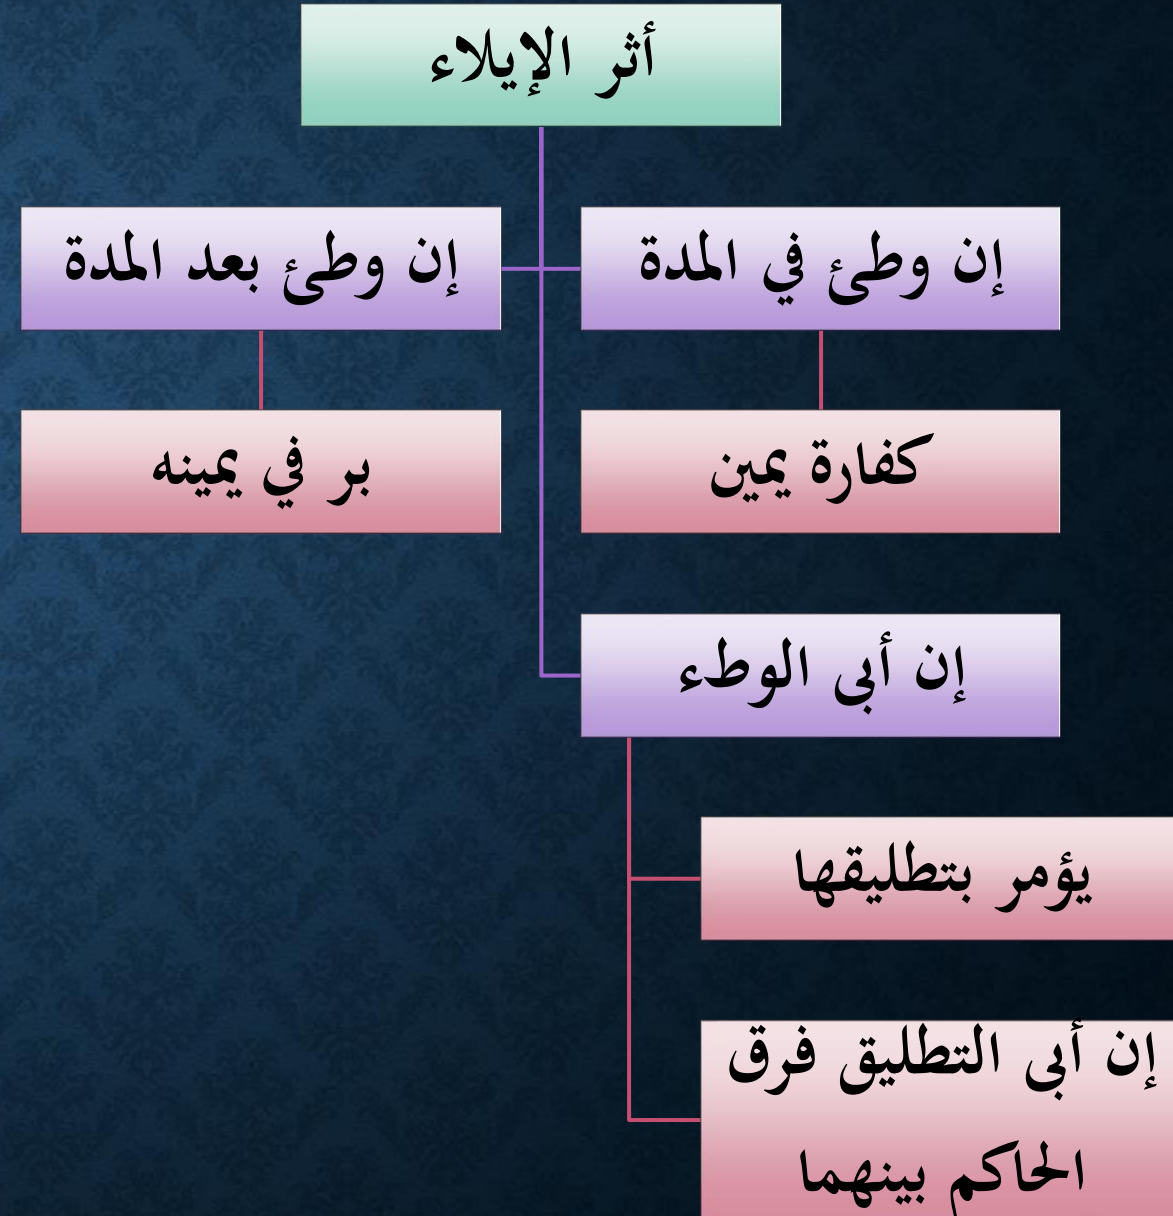 أثر الإيلاء
إن وطئ في المدة
إن وطئ بعد المدة
كفارة يمين
بر في يمينه
إن أبى الوطء
يؤمر بتطليقها
إن أبى التطليق فرق
الحاكم بينهما